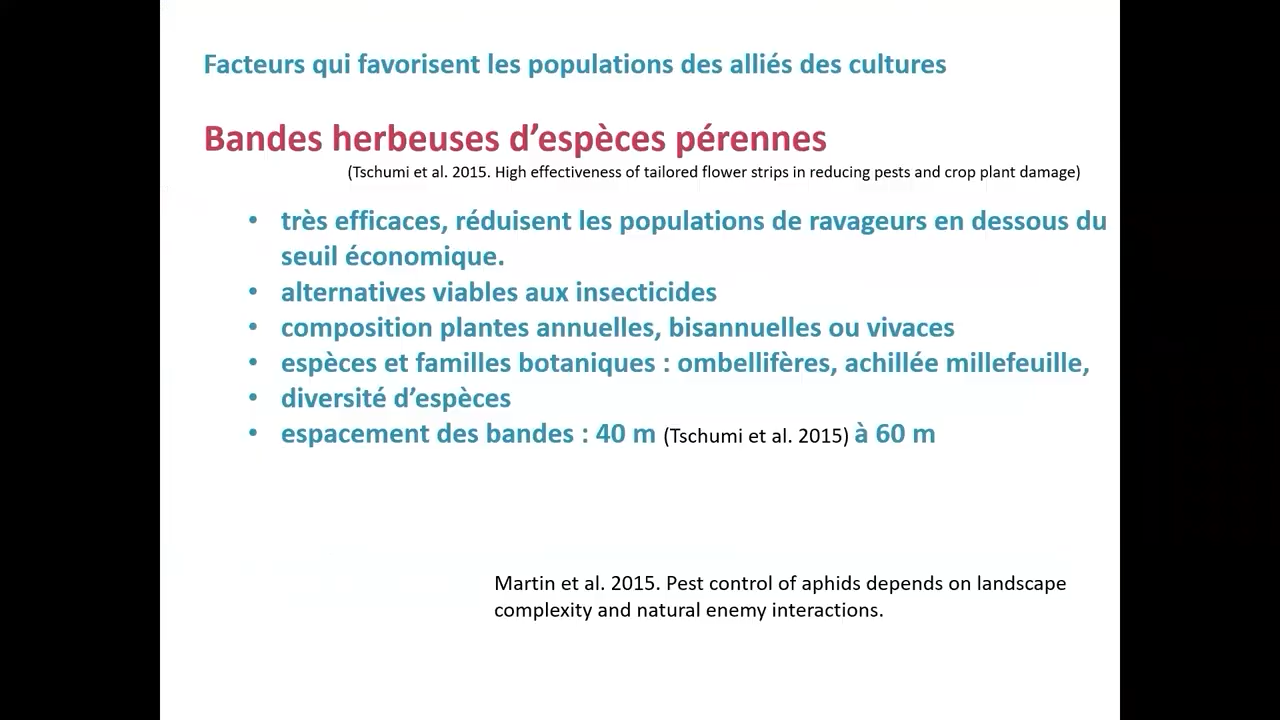 Facteurs qui favorisent les populations des alliés des cultures
Bandes herbeuses d’espèces pérennes
(Tschumi et al. 2015. High effectiveness of tailored flower strips in reducing pests and crop plant damage)
• très efficaces, réduisent les populations de ravageurs en dessous du
seuil économique.
• alternatives viables aux insecticides
• composition plantes annuelles, bisannuelles ou vivaces
• espèces et familles botaniques : ombellifères, achillée millefeuille,
• diversité d’espèces
• espacement des bandes : 40 m (Tschumi et al. 2015) à 60 m
Martin et al. 2015. Pest control of aphids depends on landscape
complexity and natural enemy interactions.